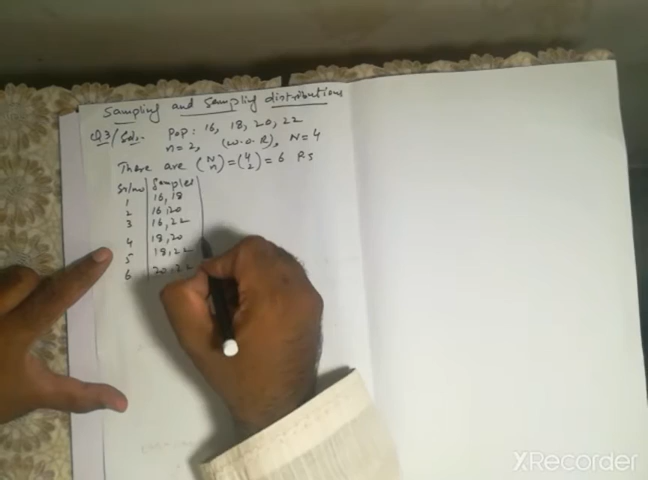 Sampling and Sampling distributions
Q3/ Sol:- Pop: 16, 18, 20, 22
n = 2, (w.o.R), N = 4
There are (N n) = (4 2) = 6 RS
Sr/no Samples
1 16, 18
2 16, 20
3 16, 22
4 18, 20
5 18, 22
6 20, 22
XRecorder